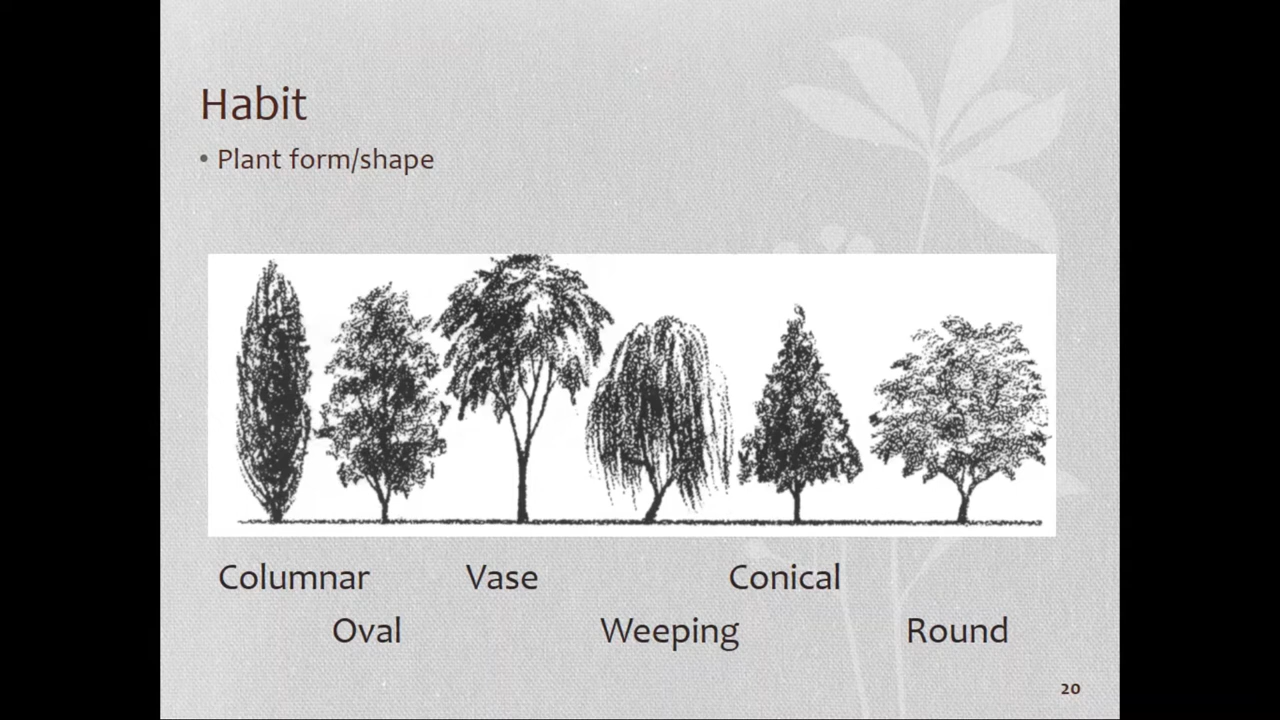 Habit
• Plant form/shape
Columnar Vase Conical
Oval Weeping Round
20